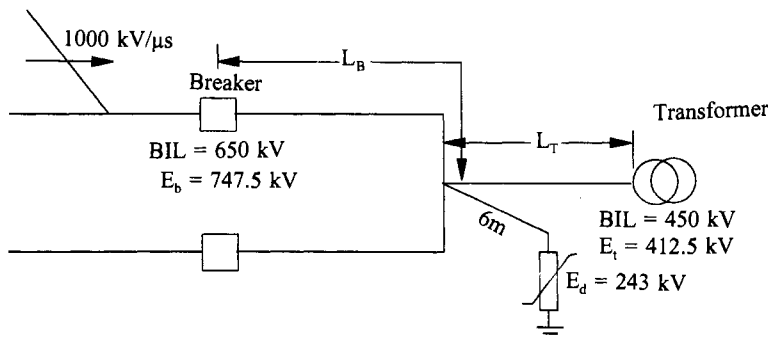 1000 kV/μs
L_B
Breaker
Transformer
BIL = 650 kV
E_b = 747.5 kV
L_T
6m
BIL = 450 kV
E_t = 412.5 kV
E_d = 243 kV